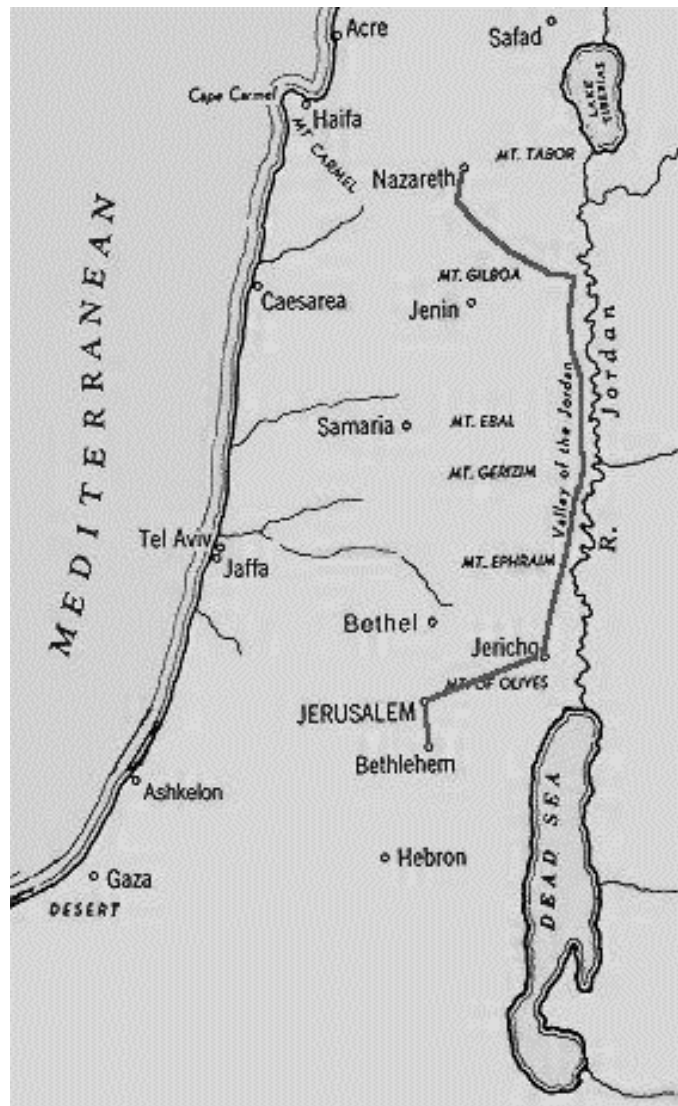 Acre
Safad
Cape Carmel
LAKE
TIBERIAS
Haifa
MT. CARMEL
MT. TABOR
Nazareth
MT. GILBOA
Caesarea
Jenin
MEDITERRANEAN
Jordan
R.
Valley of the Jordan
Samaria
MT. EBAL
MT. GERIZIM
Tel Aviv
Jaffa
MT. EPHRAIM
Bethel
Jericho
MT. OF OLIVES
JERUSALEM
Bethlehem
Ashkelon
DEAD SEA
Hebron
Gaza
DESERT